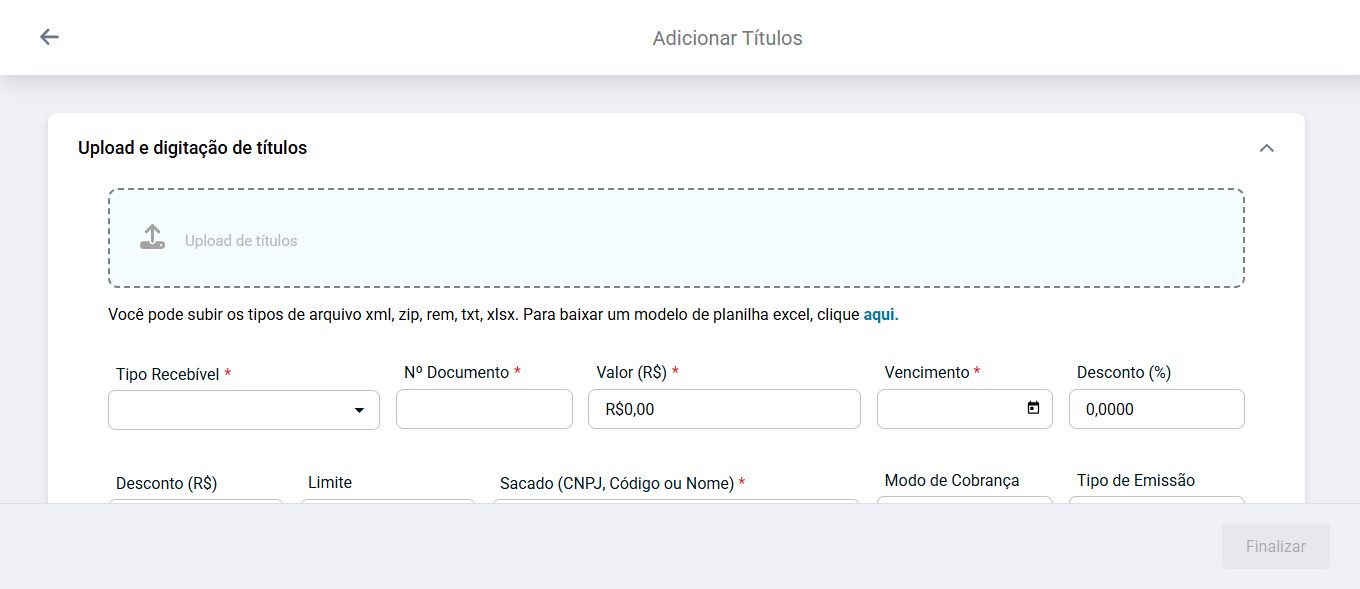 Adicionar Títulos
Upload e digitação de títulos
Upload de títulos
Você pode subir os tipos de arquivo xml, zip, rem, txt, xlsx. Para baixar um modelo de planilha excel, clique aqui.
Tipo Recebível * Nº Documento * Valor (R$) * Vencimento * Desconto (%)
R$0,00 0,0000
Desconto (R$) Limite Sacado (CNPJ, Código ou Nome) * Modo de Cobrança Tipo de Emissão
Finalizar